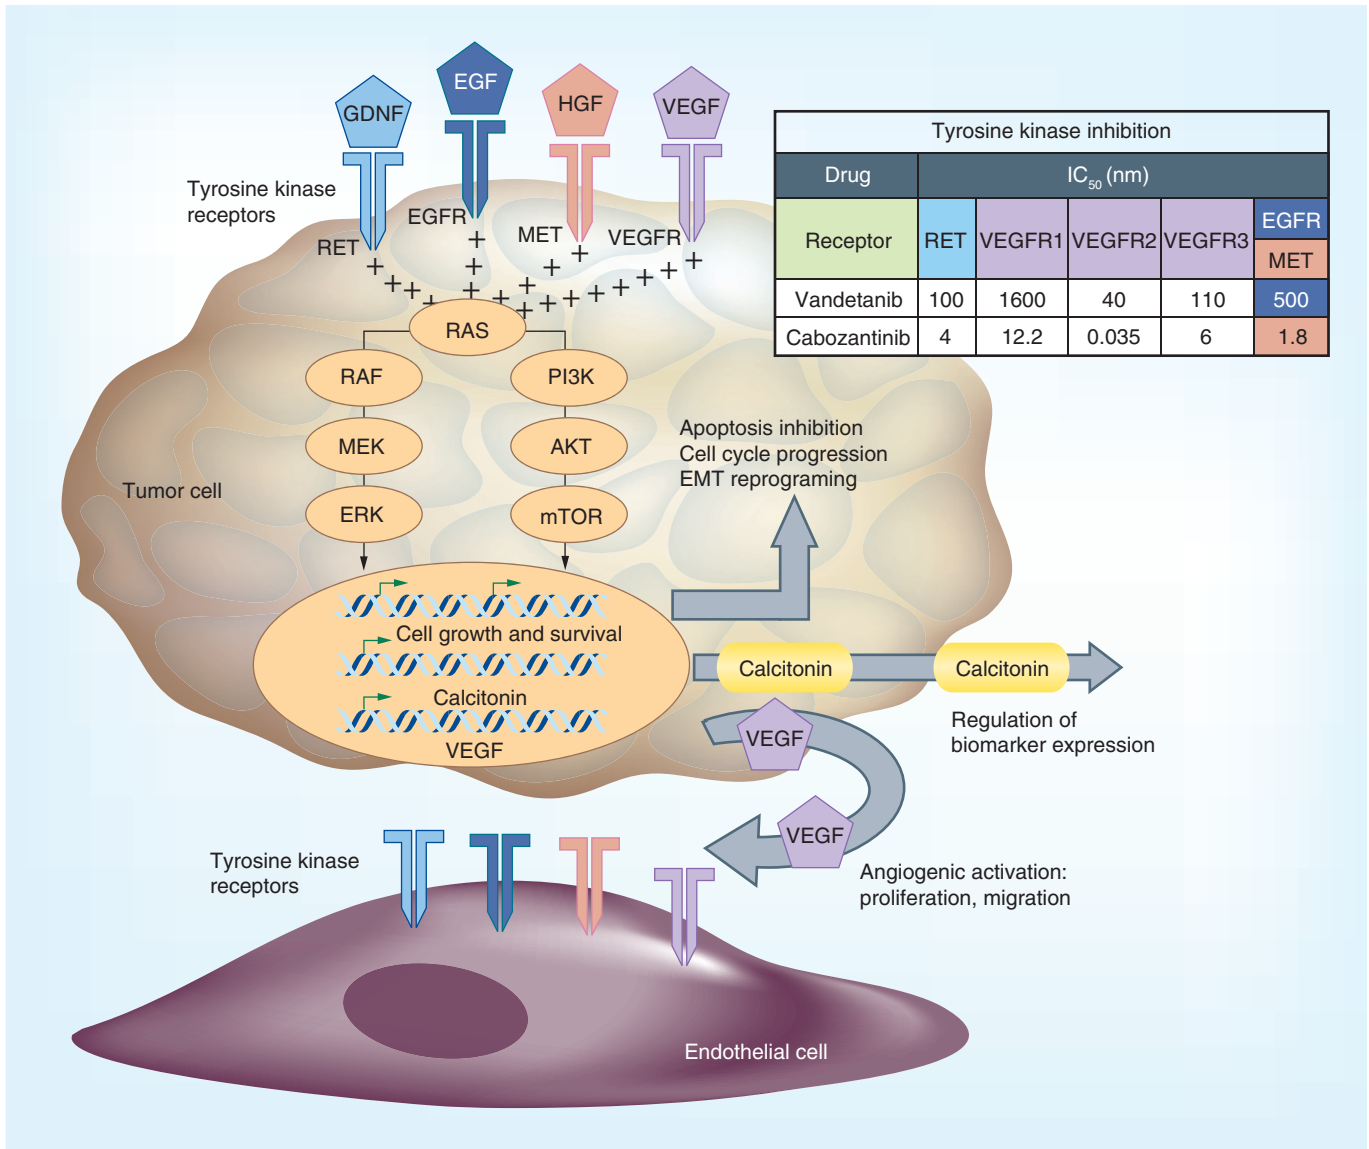 GDNF
EGF
HGF
VEGF
Tyrosine kinase
receptors
RET
EGFR
MET
VEGFR
+ + + + + + + + + + + + + + + + + +
RAS
RAF
PI3K
MEK
AKT
ERK
mTOR
Tumor cell
Cell growth and survival
Calcitonin
VEGF
Apoptosis inhibition
Cell cycle progression
EMT reprograming
Calcitonin
Calcitonin
Regulation of
biomarker expression
VEGF
VEGF
Angiogenic activation:
proliferation, migration
Tyrosine kinase
receptors
Endothelial cell
Tyrosine kinase inhibition
Drug IC50 (nm)
Receptor RET VEGFR1 VEGFR2 VEGFR3 EGFR
MET
Vandetanib 100 1600 40 110 500
Cabozantinib 4 12.2 0.035 6 1.8